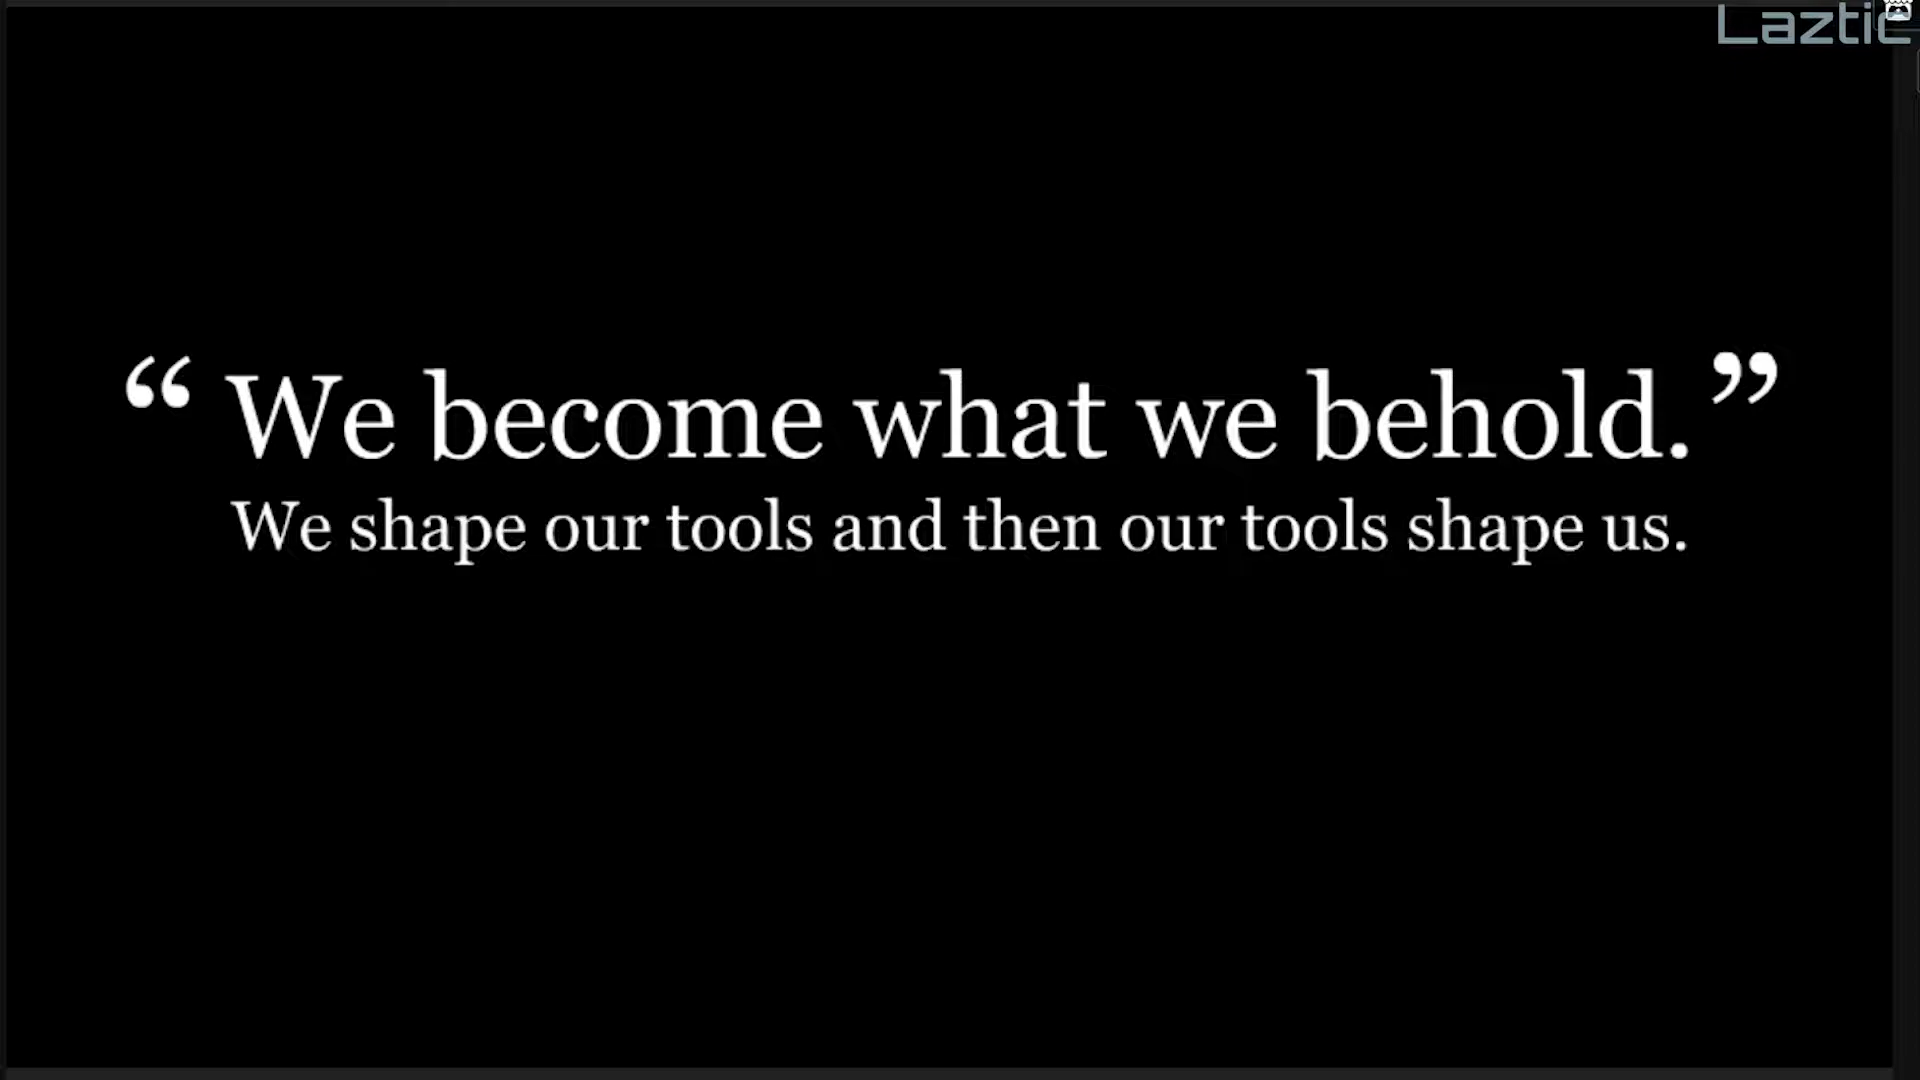 Laztic
“We become what we behold.”
We shape our tools and then our tools shape us.